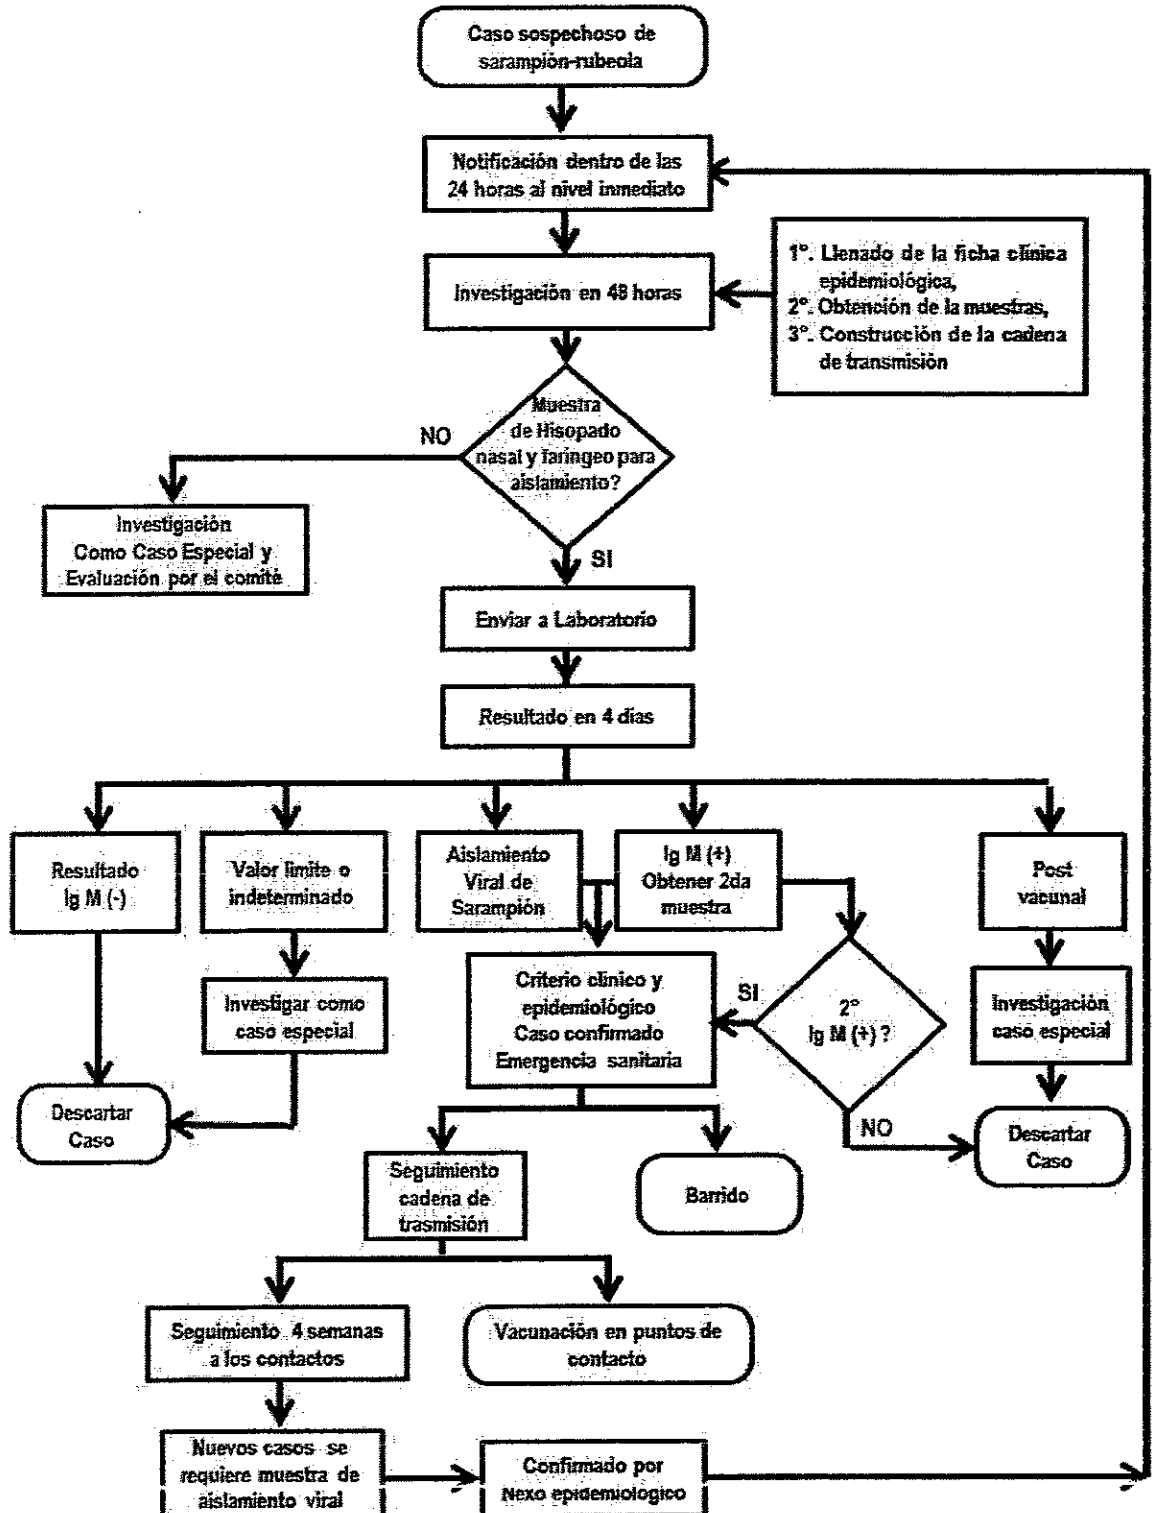 Caso sospechoso de
sarampión-rubeola
Notificación dentro de las
24 horas al nivel inmediato
Investigación en 48 horas
1°. Llenado de la ficha clínica
epidemiológica,
2°. Obtención de la muestras,
3°. Construcción de la cadena
de transmisión
Muestra
de Hisopado
nasal y faríngeo para
aislamiento?
NO
Investigación
Como Caso Especial y
Evaluación por el comité
SI
Enviar a Laboratorio
Resultado en 4 días
Resultado
Ig M (-)
Valor limite o
indeterminado
Aislamiento
Viral de
Sarampión
Ig M (+)
Obtener 2da
muestra
Post
vacunal
Investigar como
caso especial
Criterio clínico y
epidemiológico
Caso confirmado
Emergencia sanitaria
SI
2°
Ig M (+) ?
Investigación
caso especial
Descartar
Caso
NO
Descartar
Caso
Seguimiento
cadena de
trasmisión
Barrido
Seguimiento 4 semanas
a los contactos
Vacunación en puntos de
contacto
Nuevos casos se
requiere muestra de
aislamiento viral
Confirmado por
Nexo epidemiológico